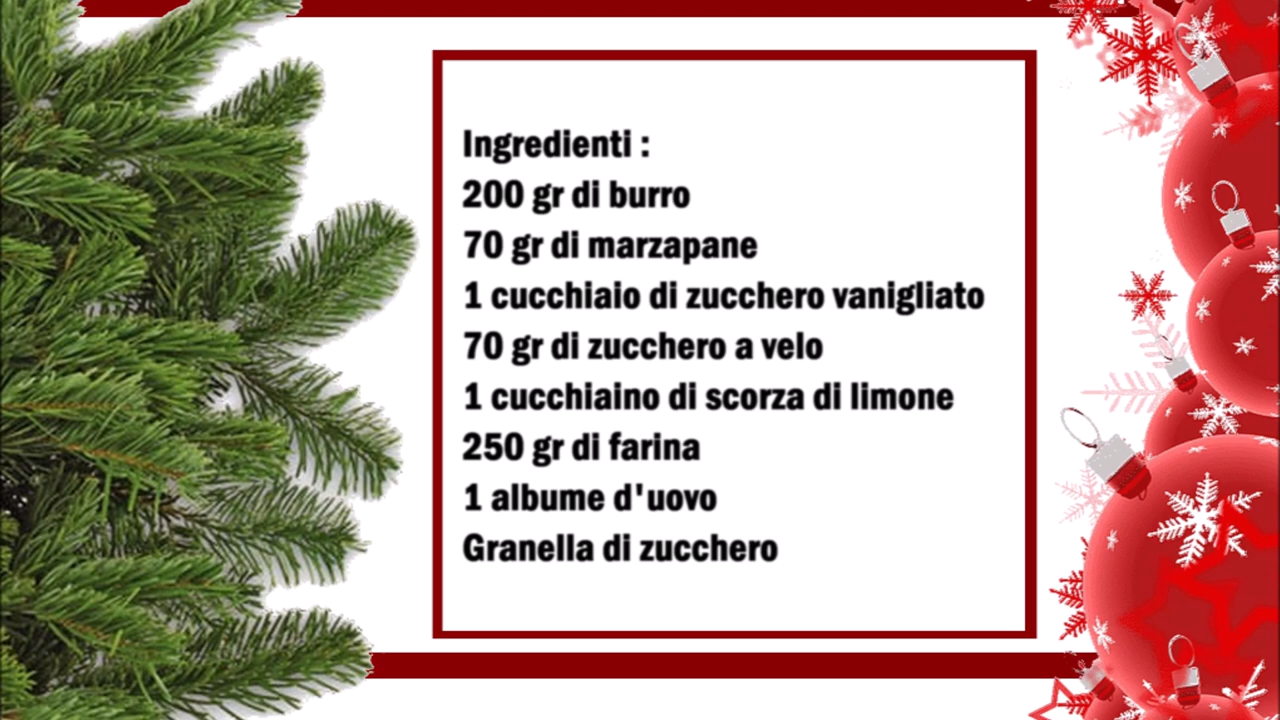 Ingredienti :
200 gr di burro
70 gr di marzapane
1 cucchiaio di zucchero vanigliato
70 gr di zucchero a velo
1 cucchiaino di scorza di limone
250 gr di farina
1 albume d'uovo
Granella di zucchero